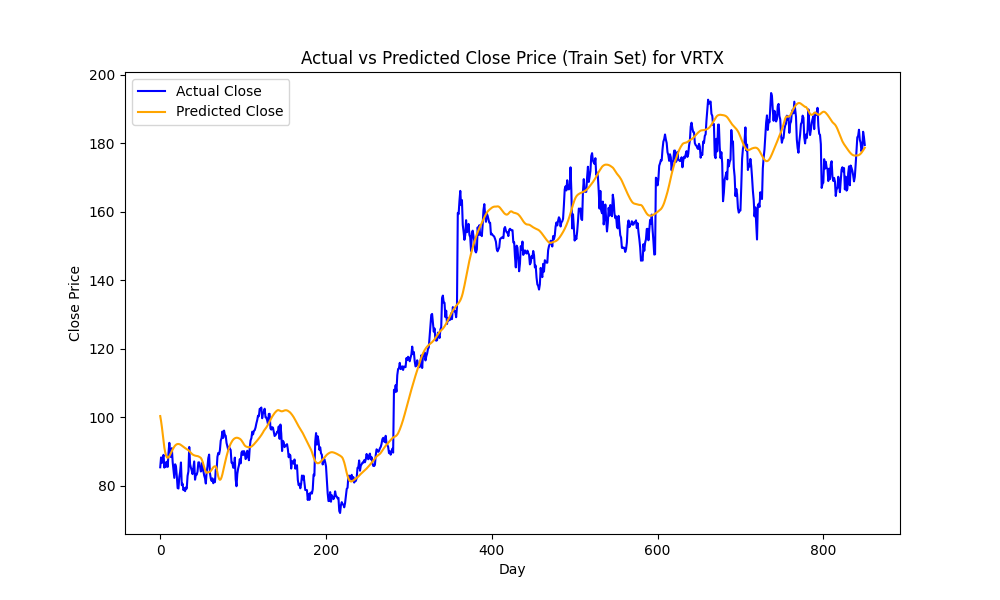 Actual vs Predicted Close Price (Train Set) for VRTX
Actual Close
Predicted Close
Close Price
200
180
160
140
120
100
80
0 200 400 600 800
Day